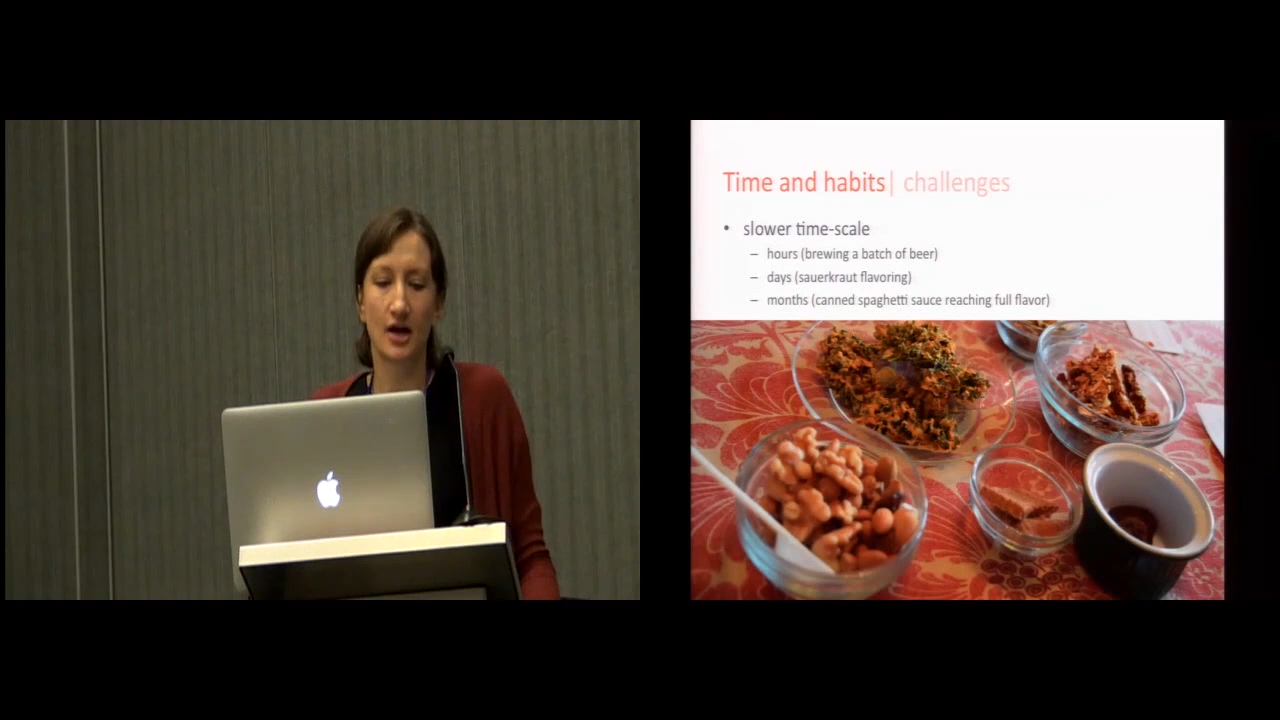 Time and habits| challenges
• slower time-scale
– hours (brewing a batch of beer)
– days (sauerkraut flavoring)
– months (canned spaghetti sauce reaching full flavor)